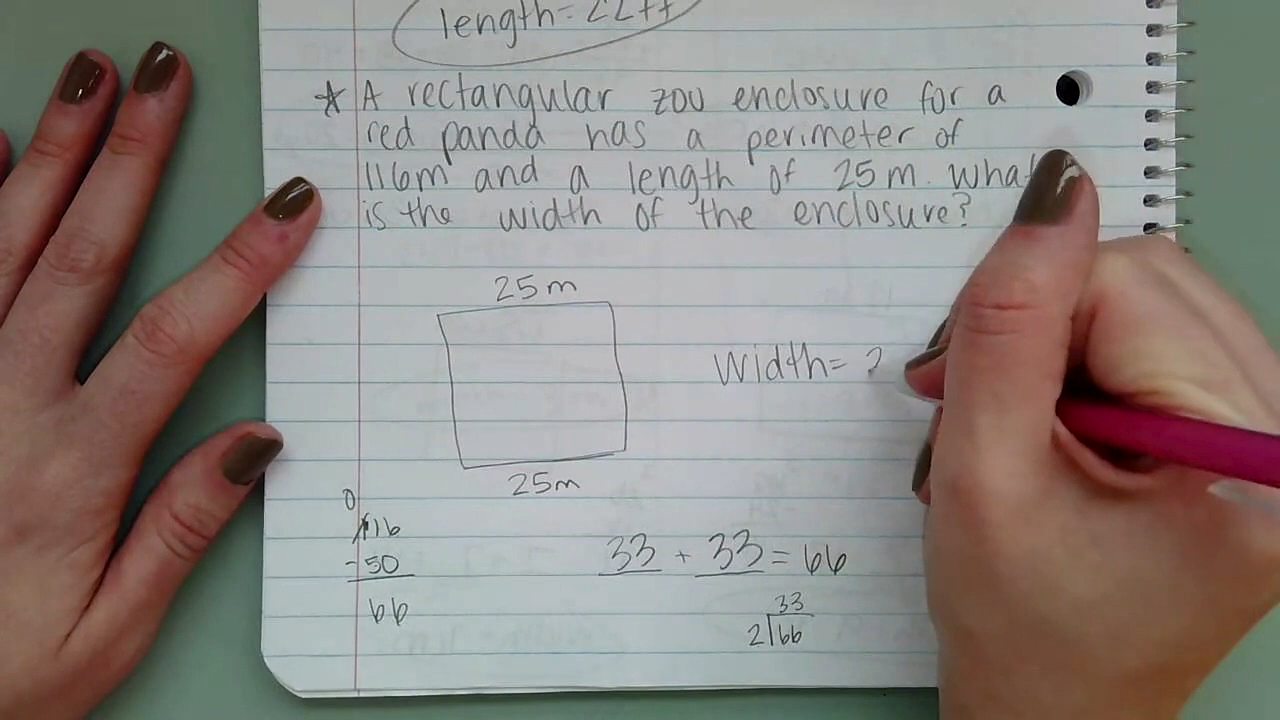 length = 22ft
☆ A rectangular zoo enclosure for a
red panda has a perimeter of
116m and a length of 25m. What
is the width of the enclosure?
25m
width = ?
25m
0
116
-50
66
33 + 33 = 66
33
2|66